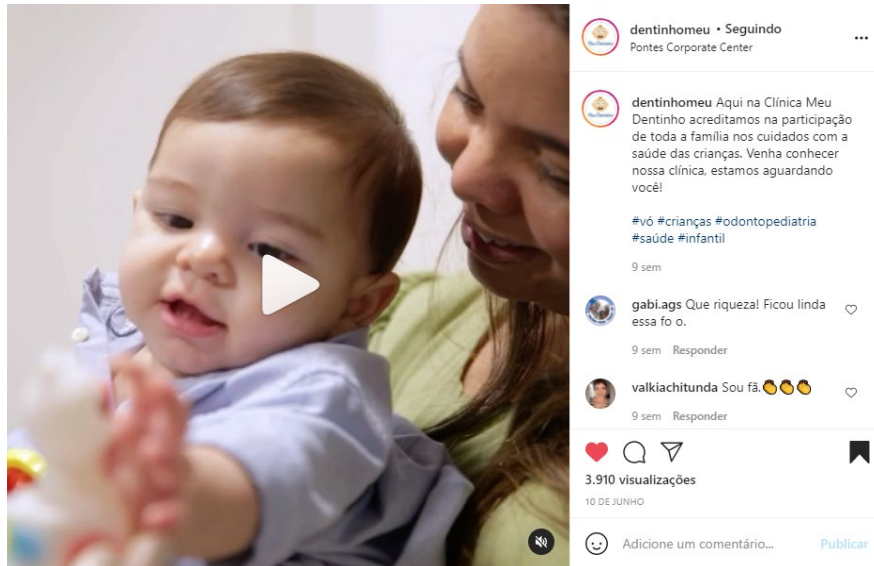 dentinhomeu • Seguindo
Pontes Corporate Center
dentinhomeu Aqui na Clínica Meu
Dentinho acreditamos na participação
de toda a família nos cuidados com a
saúde das crianças. Venha conhecer
nossa clínica, estamos aguardando
você!
#vó #crianças #odontopediatria
#saúde #infantil
9 sem
gabi.ags Que riqueza! Ficou linda
essa fo o.
9 sem Responder
valkiachitunda Sou fã.👏👏👏
9 sem Responder
3.910 visualizações
10 DE JUNHO
Adicione um comentário...
Publicar